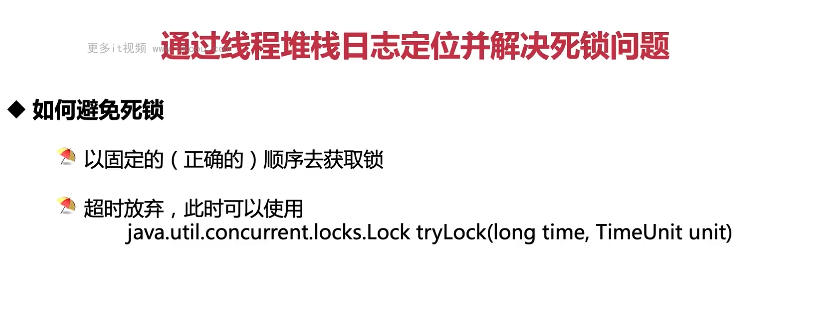 更多it视频 www.
通过线程堆栈日志定位并解决死锁问题
◆ 如何避免死锁
以固定的（正确的）顺序去获取锁
超时放弃，此时可以使用
java.util.concurrent.locks.Lock tryLock(long time, TimeUnit unit)